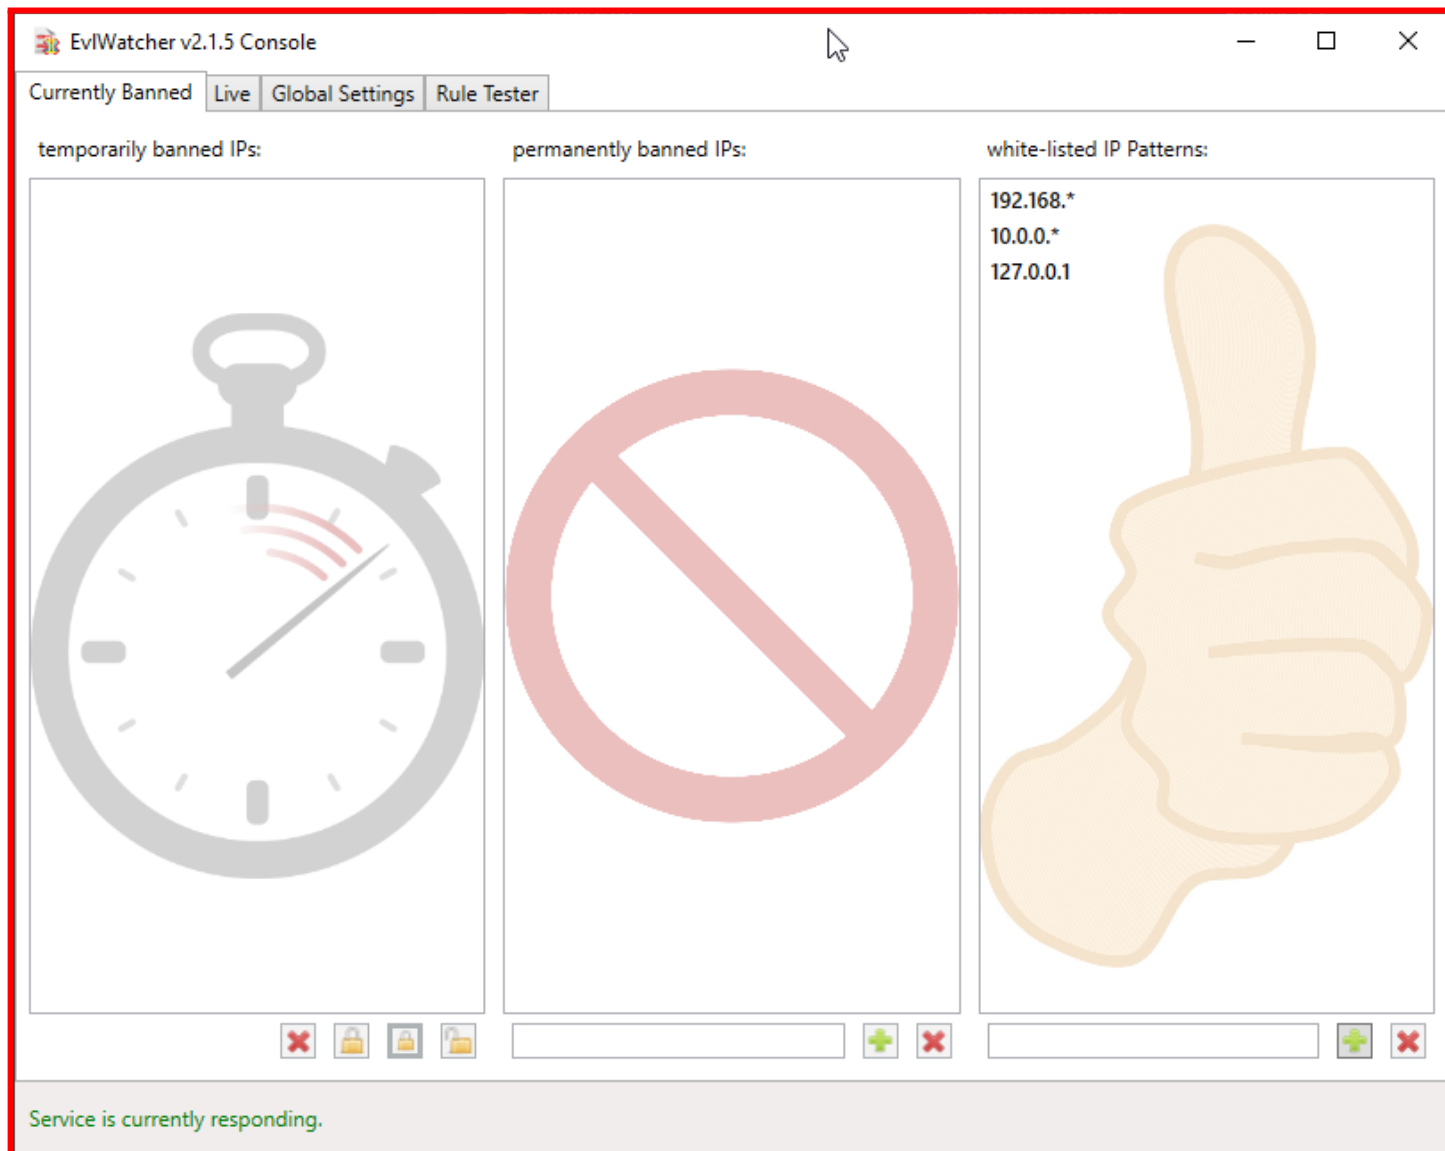 EvlWatcher v2.1.5 Console
Currently Banned
Live
Global Settings
Rule Tester
temporarily banned IPs:
permanently banned IPs:
white-listed IP Patterns:
192.168.*
10.0.0.*
127.0.0.1
Service is currently responding.